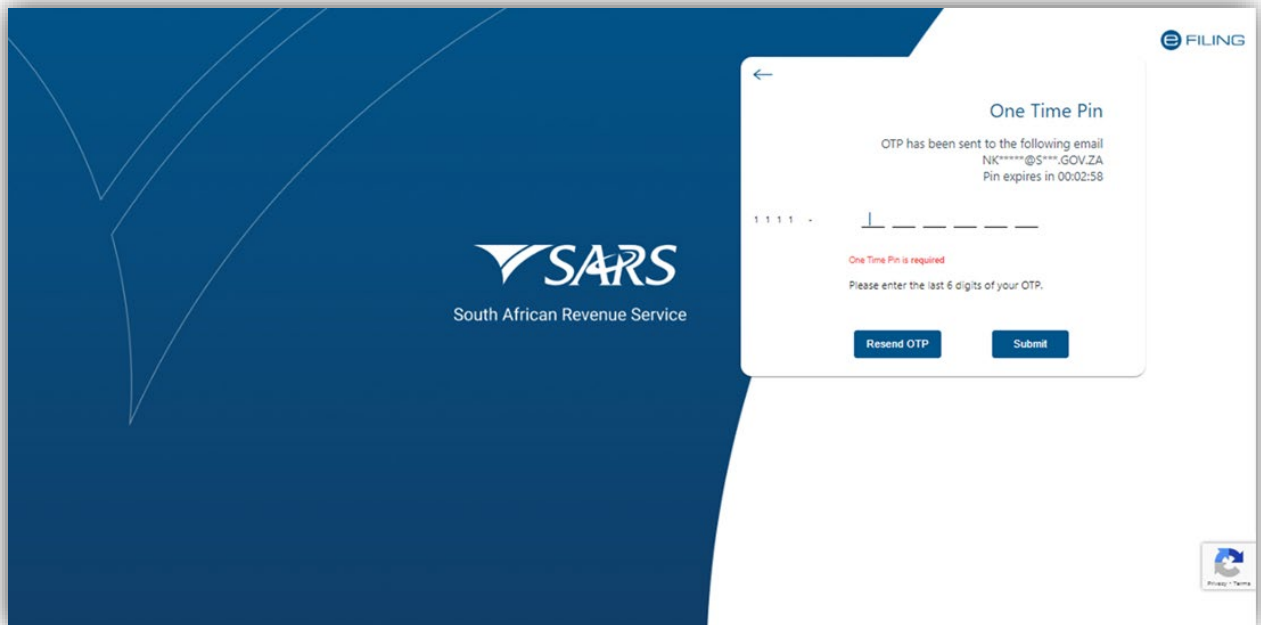 e FILING
One Time Pin
OTP has been sent to the following email
NK*****@S***.GOV.ZA
Pin expires in 00:02:58
1 1 1 1 -
One Time Pin is required
Please enter the last 6 digits of your OTP.
Resend OTP
Submit
SARS
South African Revenue Service
Privacy - Terms